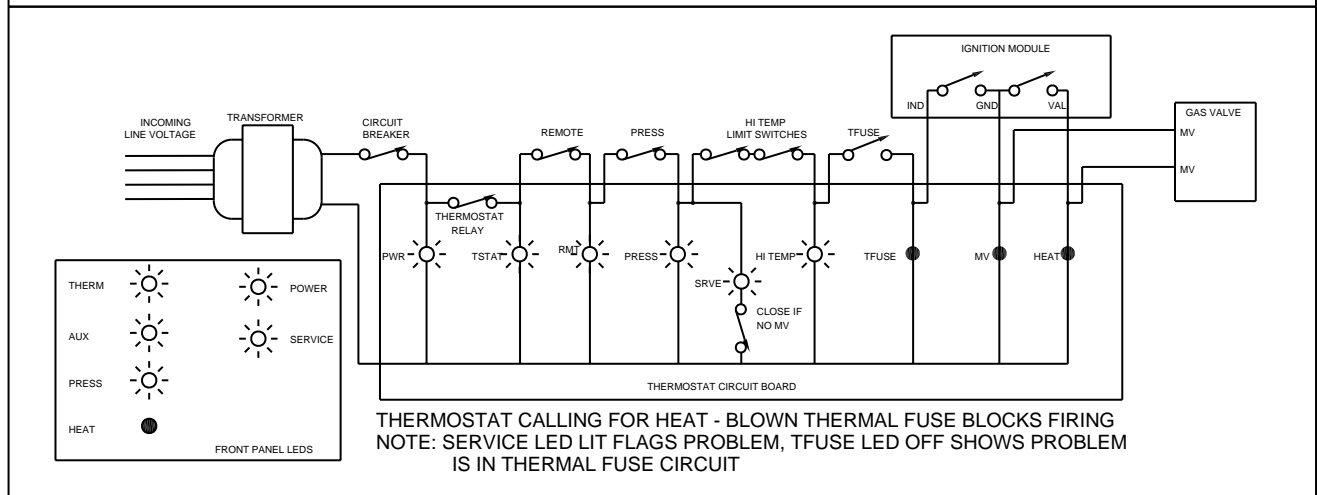 IGNITION MODULE
IND
GND
VAL
GAS VALVE
MV
MV
INCOMING
LINE VOLTAGE
TRANSFORMER
CIRCUIT
BREAKER
REMOTE
PRESS
HI TEMP
LIMIT SWITCHES
TFUSE
THERMOSTAT
RELAY
PWR
TSTAT
RMT
PRESS
SRVE
HI TEMP
TFUSE
MV
HEAT
CLOSE IF
NO MV
THERMOSTAT CIRCUIT BOARD
THERM
POWER
AUX
SERVICE
PRESS
HEAT
FRONT PANEL LEDS
THERMOSTAT CALLING FOR HEAT - BLOWN THERMAL FUSE BLOCKS FIRING
NOTE: SERVICE LED LIT FLAGS PROBLEM, TFUSE LED OFF SHOWS PROBLEM
IS IN THERMAL FUSE CIRCUIT